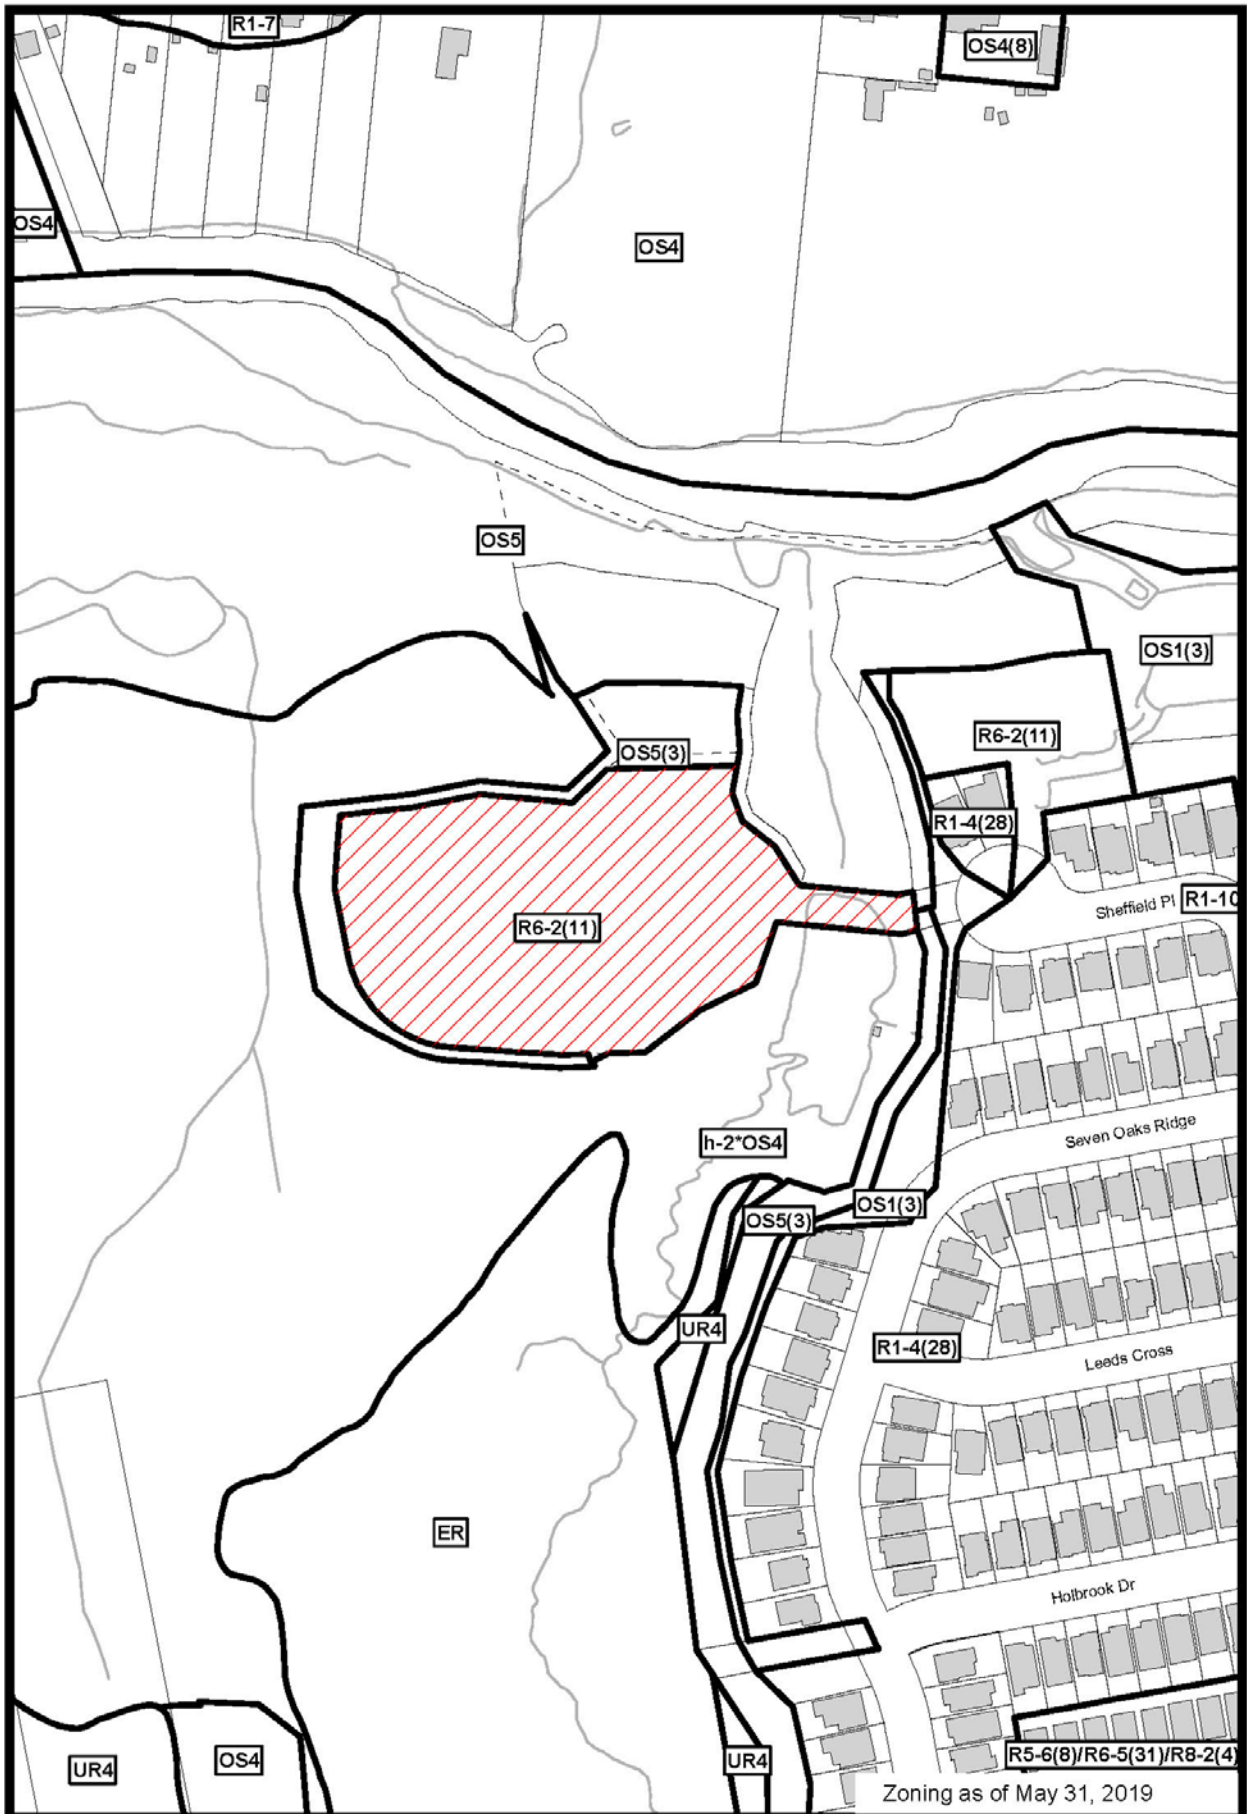 R1-7
OS4(8)
OS4
OS4
OS5
OS1(3)
R6-2(11)
OS5(3)
R1-4(28)
Sheffield Pl
R1-10
R6-2(11)
Seven Oaks Ridge
h-2*OS4
OS1(3)
OS5(3)
UR4
R1-4(28)
Leeds Cross
ER
Holbrook Dr
R5-6(8)/R6-5(31)/R8-2(4)
UR4
OS4
UR4
Zoning as of May 31, 2019